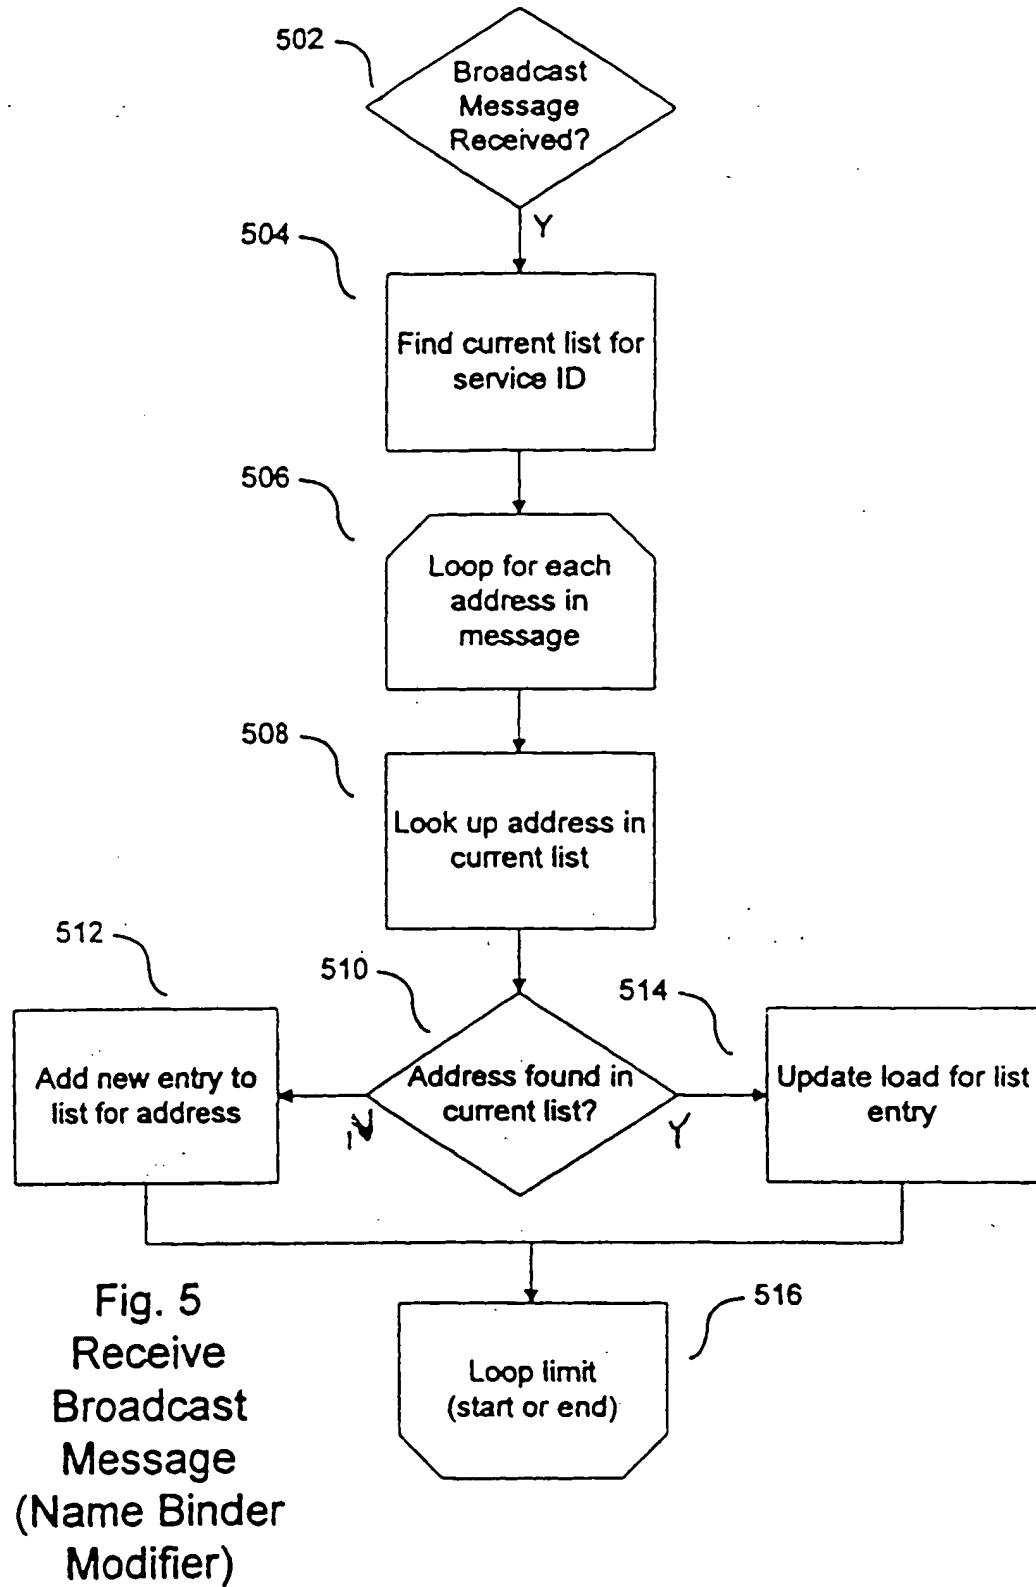 502
Broadcast
Message
Received?
Y
504
Find current list for
service ID
506
Loop for each
address in
message
508
Look up address in
current list
512
510
514
Add new entry to
list for address
Address found in
current list?
Update load for list
entry
N
Y
516
Loop limit
(start or end)
Fig. 5
Receive
Broadcast
Message
(Name Binder
Modifier)